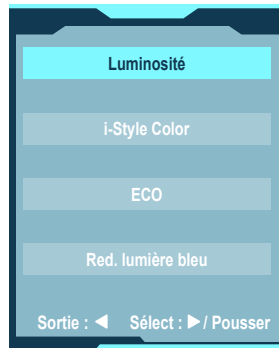 Luminosité
i-Style Color
ECO
Red. lumière bleu
Sortie : ◀ Sélect : ▶ / Pousser